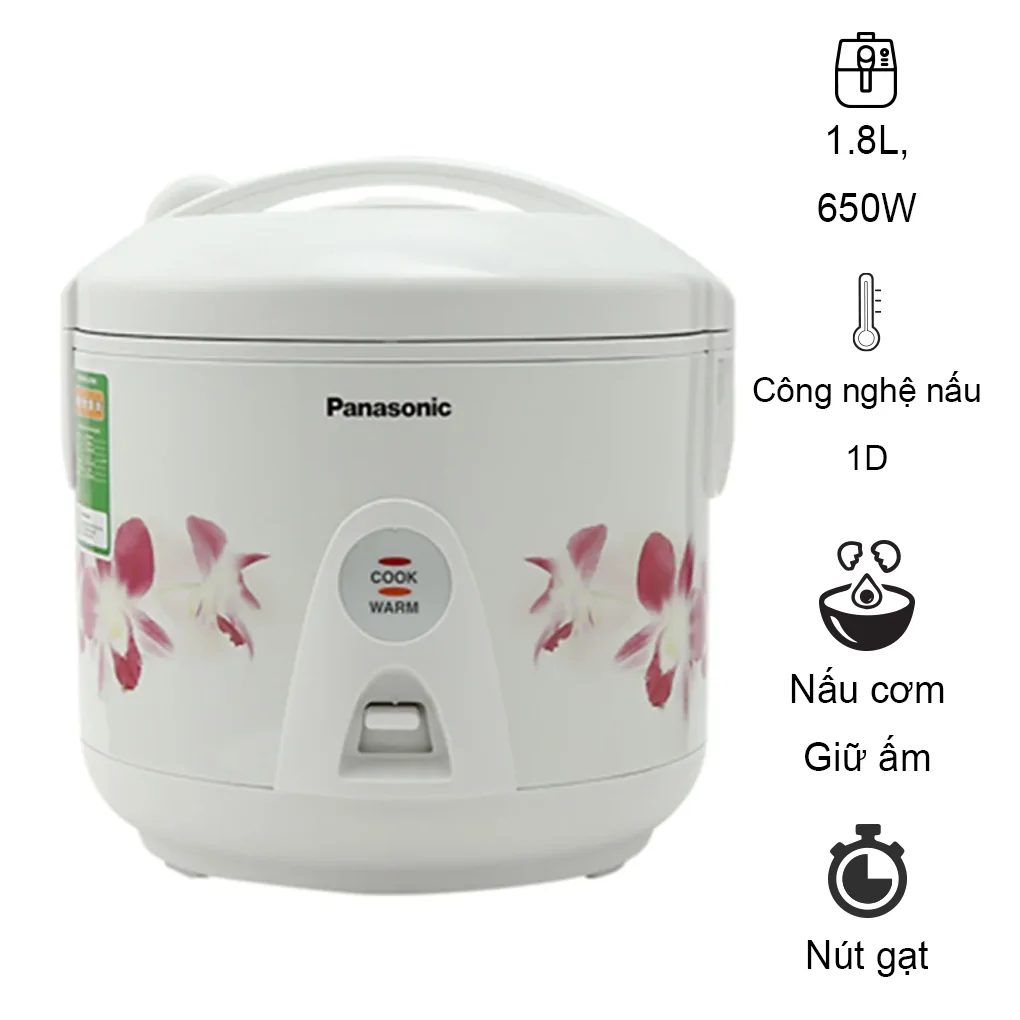 Panasonic
COOK
WARM
1.8L,
650W
Công nghệ nấu
1D
Nấu cơm
Giữ ấm
Nút gạt